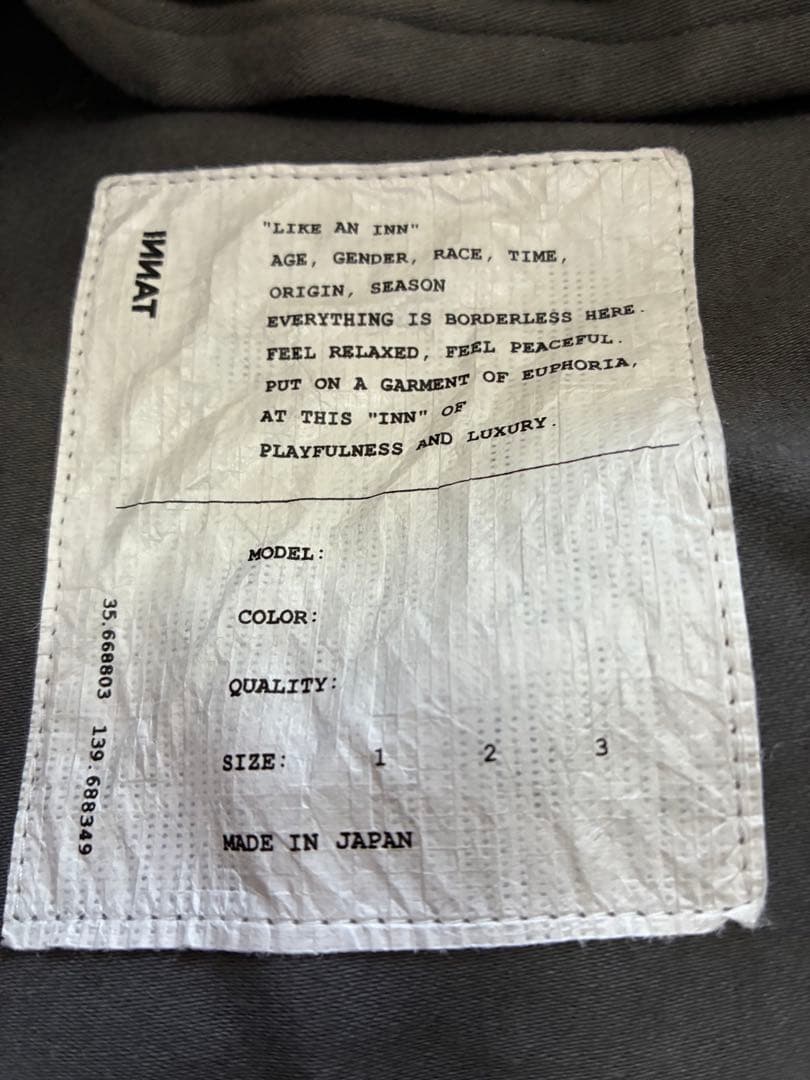 INNAT
"LIKE AN INN"
AGE, GENDER, RACE, TIME,
ORIGIN, SEASON
EVERYTHING IS BORDERLESS HERE.
FEEL RELAXED, FEEL PEACEFUL.
PUT ON A GARMENT OF EUPHORIA,
AT THIS "INN" OF
PLAYFULNESS AND LUXURY.
MODEL:
COLOR:
QUALITY:
SIZE: 1 2 3
MADE IN JAPAN
35.668803 139.688349